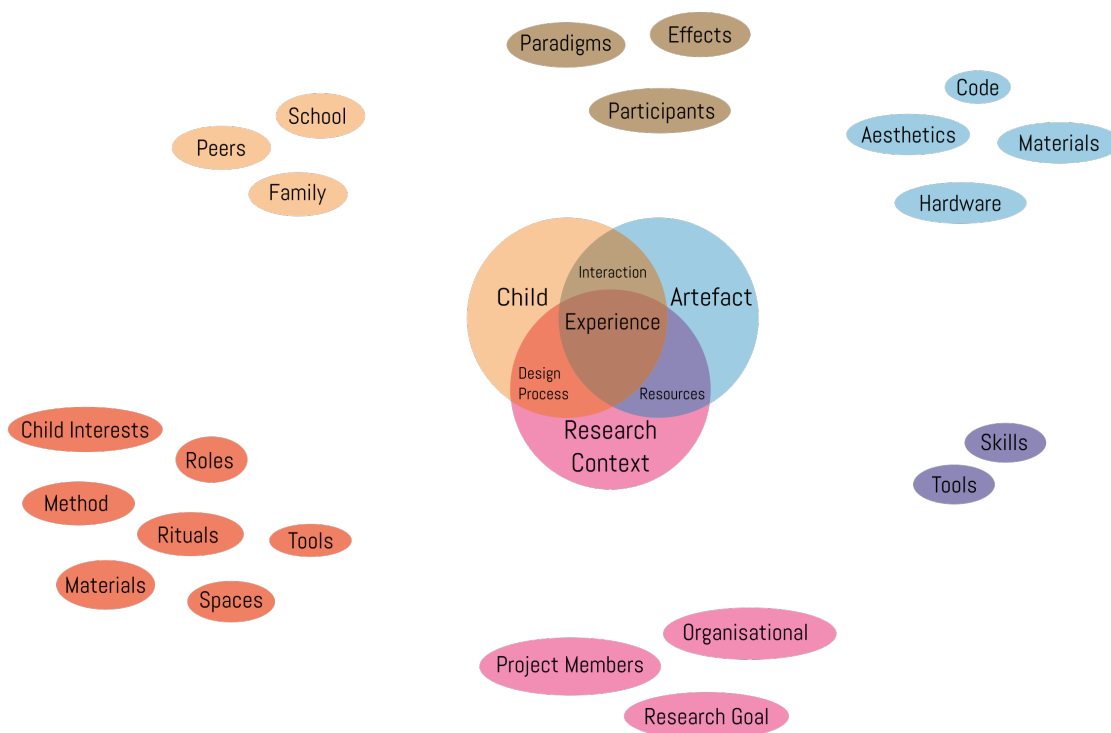 Paradigms
Effects
Participants
School
Peers
Family
Code
Aesthetics
Materials
Hardware
Interaction
Child
Artefact
Experience
Design
Process
Resources
Research
Context
Child Interests
Roles
Method
Rituals
Tools
Materials
Spaces
Skills
Tools
Organisational
Project Members
Research Goal